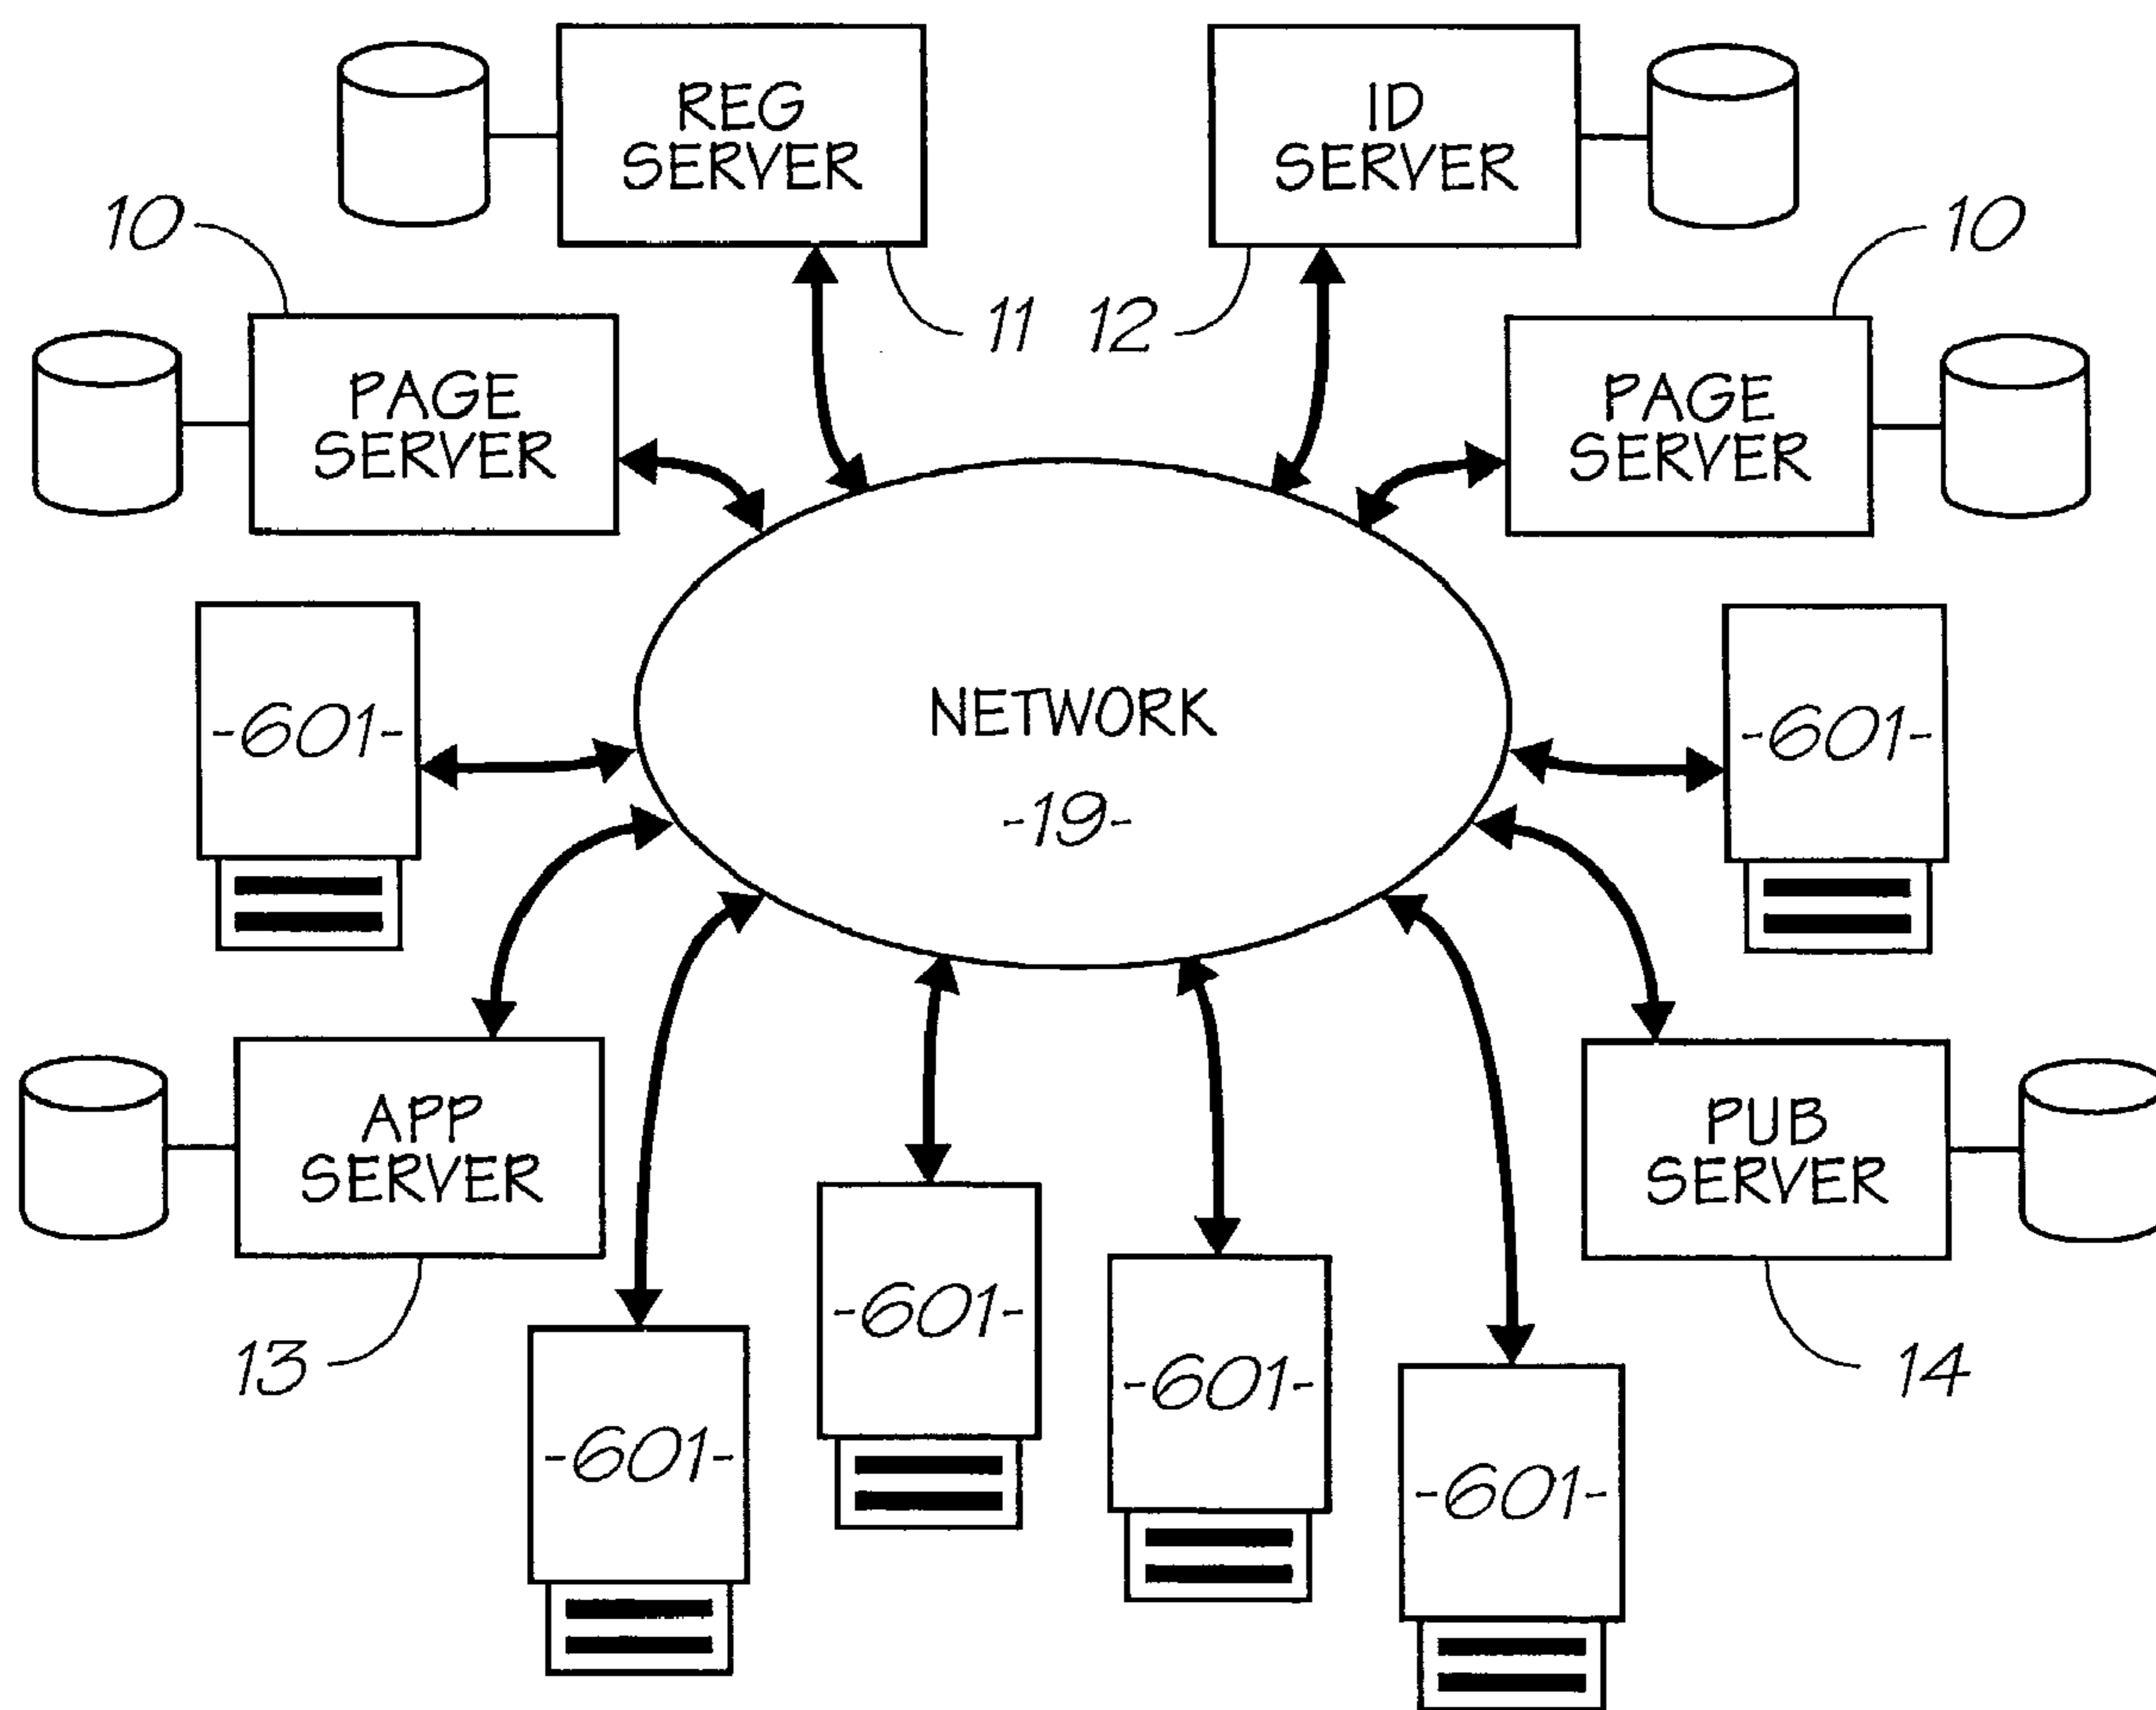 REG
SERVER
ID
SERVER
10
10
11
12
PAGE
SERVER
PAGE
SERVER
-601-
NETWORK
-19-
-601-
APP
SERVER
PUB
SERVER
-601-
-601-
-601-
-601-
13
14